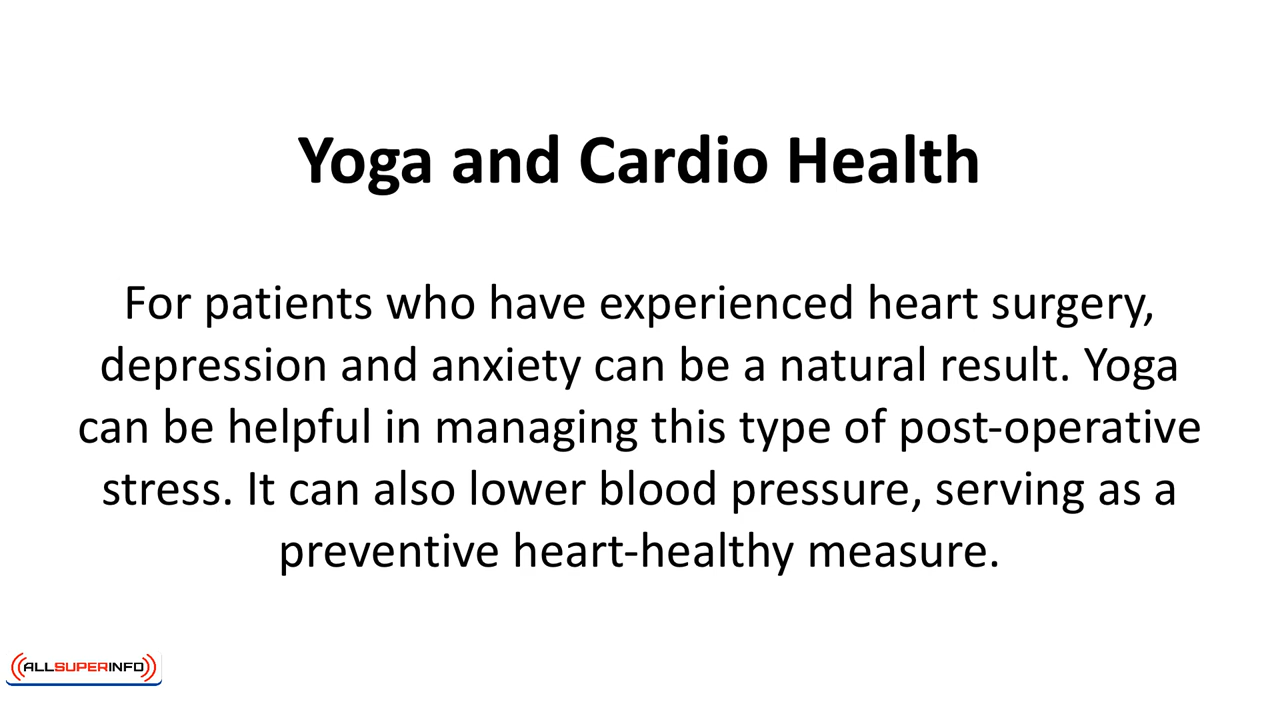 Yoga and Cardio Health
For patients who have experienced heart surgery,
depression and anxiety can be a natural result. Yoga
can be helpful in managing this type of post-operative
stress. It can also lower blood pressure, serving as a
preventive heart-healthy measure.
ALLSUPERINFO